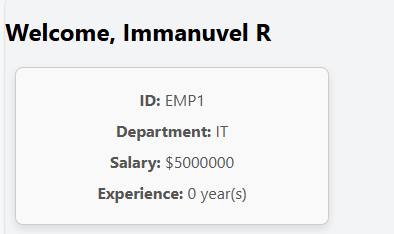 Welcome, Immanuvel R
ID: EMP1
Department: IT
Salary: $5000000
Experience: 0 year(s)